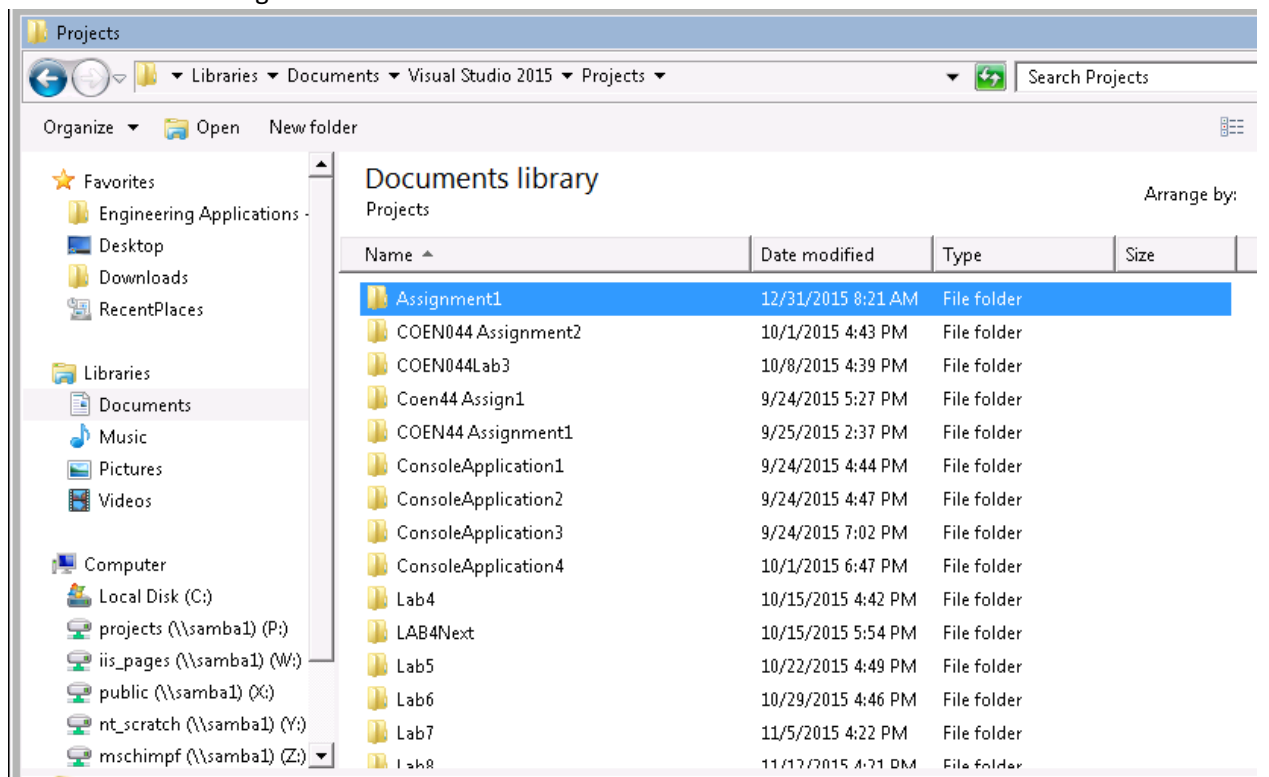 Projects
Libraries Documents Visual Studio 2015 Projects
Search Projects
Organize Open New folder
Favorites
Engineering Applications -
Desktop
Downloads
RecentPlaces
Libraries
Documents
Music
Pictures
Videos
Computer
Local Disk (C:)
projects (\\samba1) (P:)
iis_pages (\\samba1) (W:)
public (\\samba1) (X:)
nt_scratch (\\samba1) (Y:)
mschimpf (\\samba1) (Z:)
Documents library
Projects
Arrange by:
Name Date modified Type Size
Assignment1 12/31/2015 8:21 AM File folder
COEN044 Assignment2 10/1/2015 4:43 PM File folder
COEN044Lab3 10/8/2015 4:39 PM File folder
Coen44 Assign1 9/24/2015 5:27 PM File folder
COEN44 Assignment1 9/25/2015 2:37 PM File folder
ConsoleApplication1 9/24/2015 4:44 PM File folder
ConsoleApplication2 9/24/2015 4:47 PM File folder
ConsoleApplication3 9/24/2015 7:02 PM File folder
ConsoleApplication4 10/1/2015 6:47 PM File folder
Lab4 10/15/2015 4:42 PM File folder
LAB4Next 10/15/2015 5:54 PM File folder
Lab5 10/22/2015 4:49 PM File folder
Lab6 10/29/2015 4:46 PM File folder
Lab7 11/5/2015 4:22 PM File folder
Lab8 11/12/2015 4:21 PM File folder